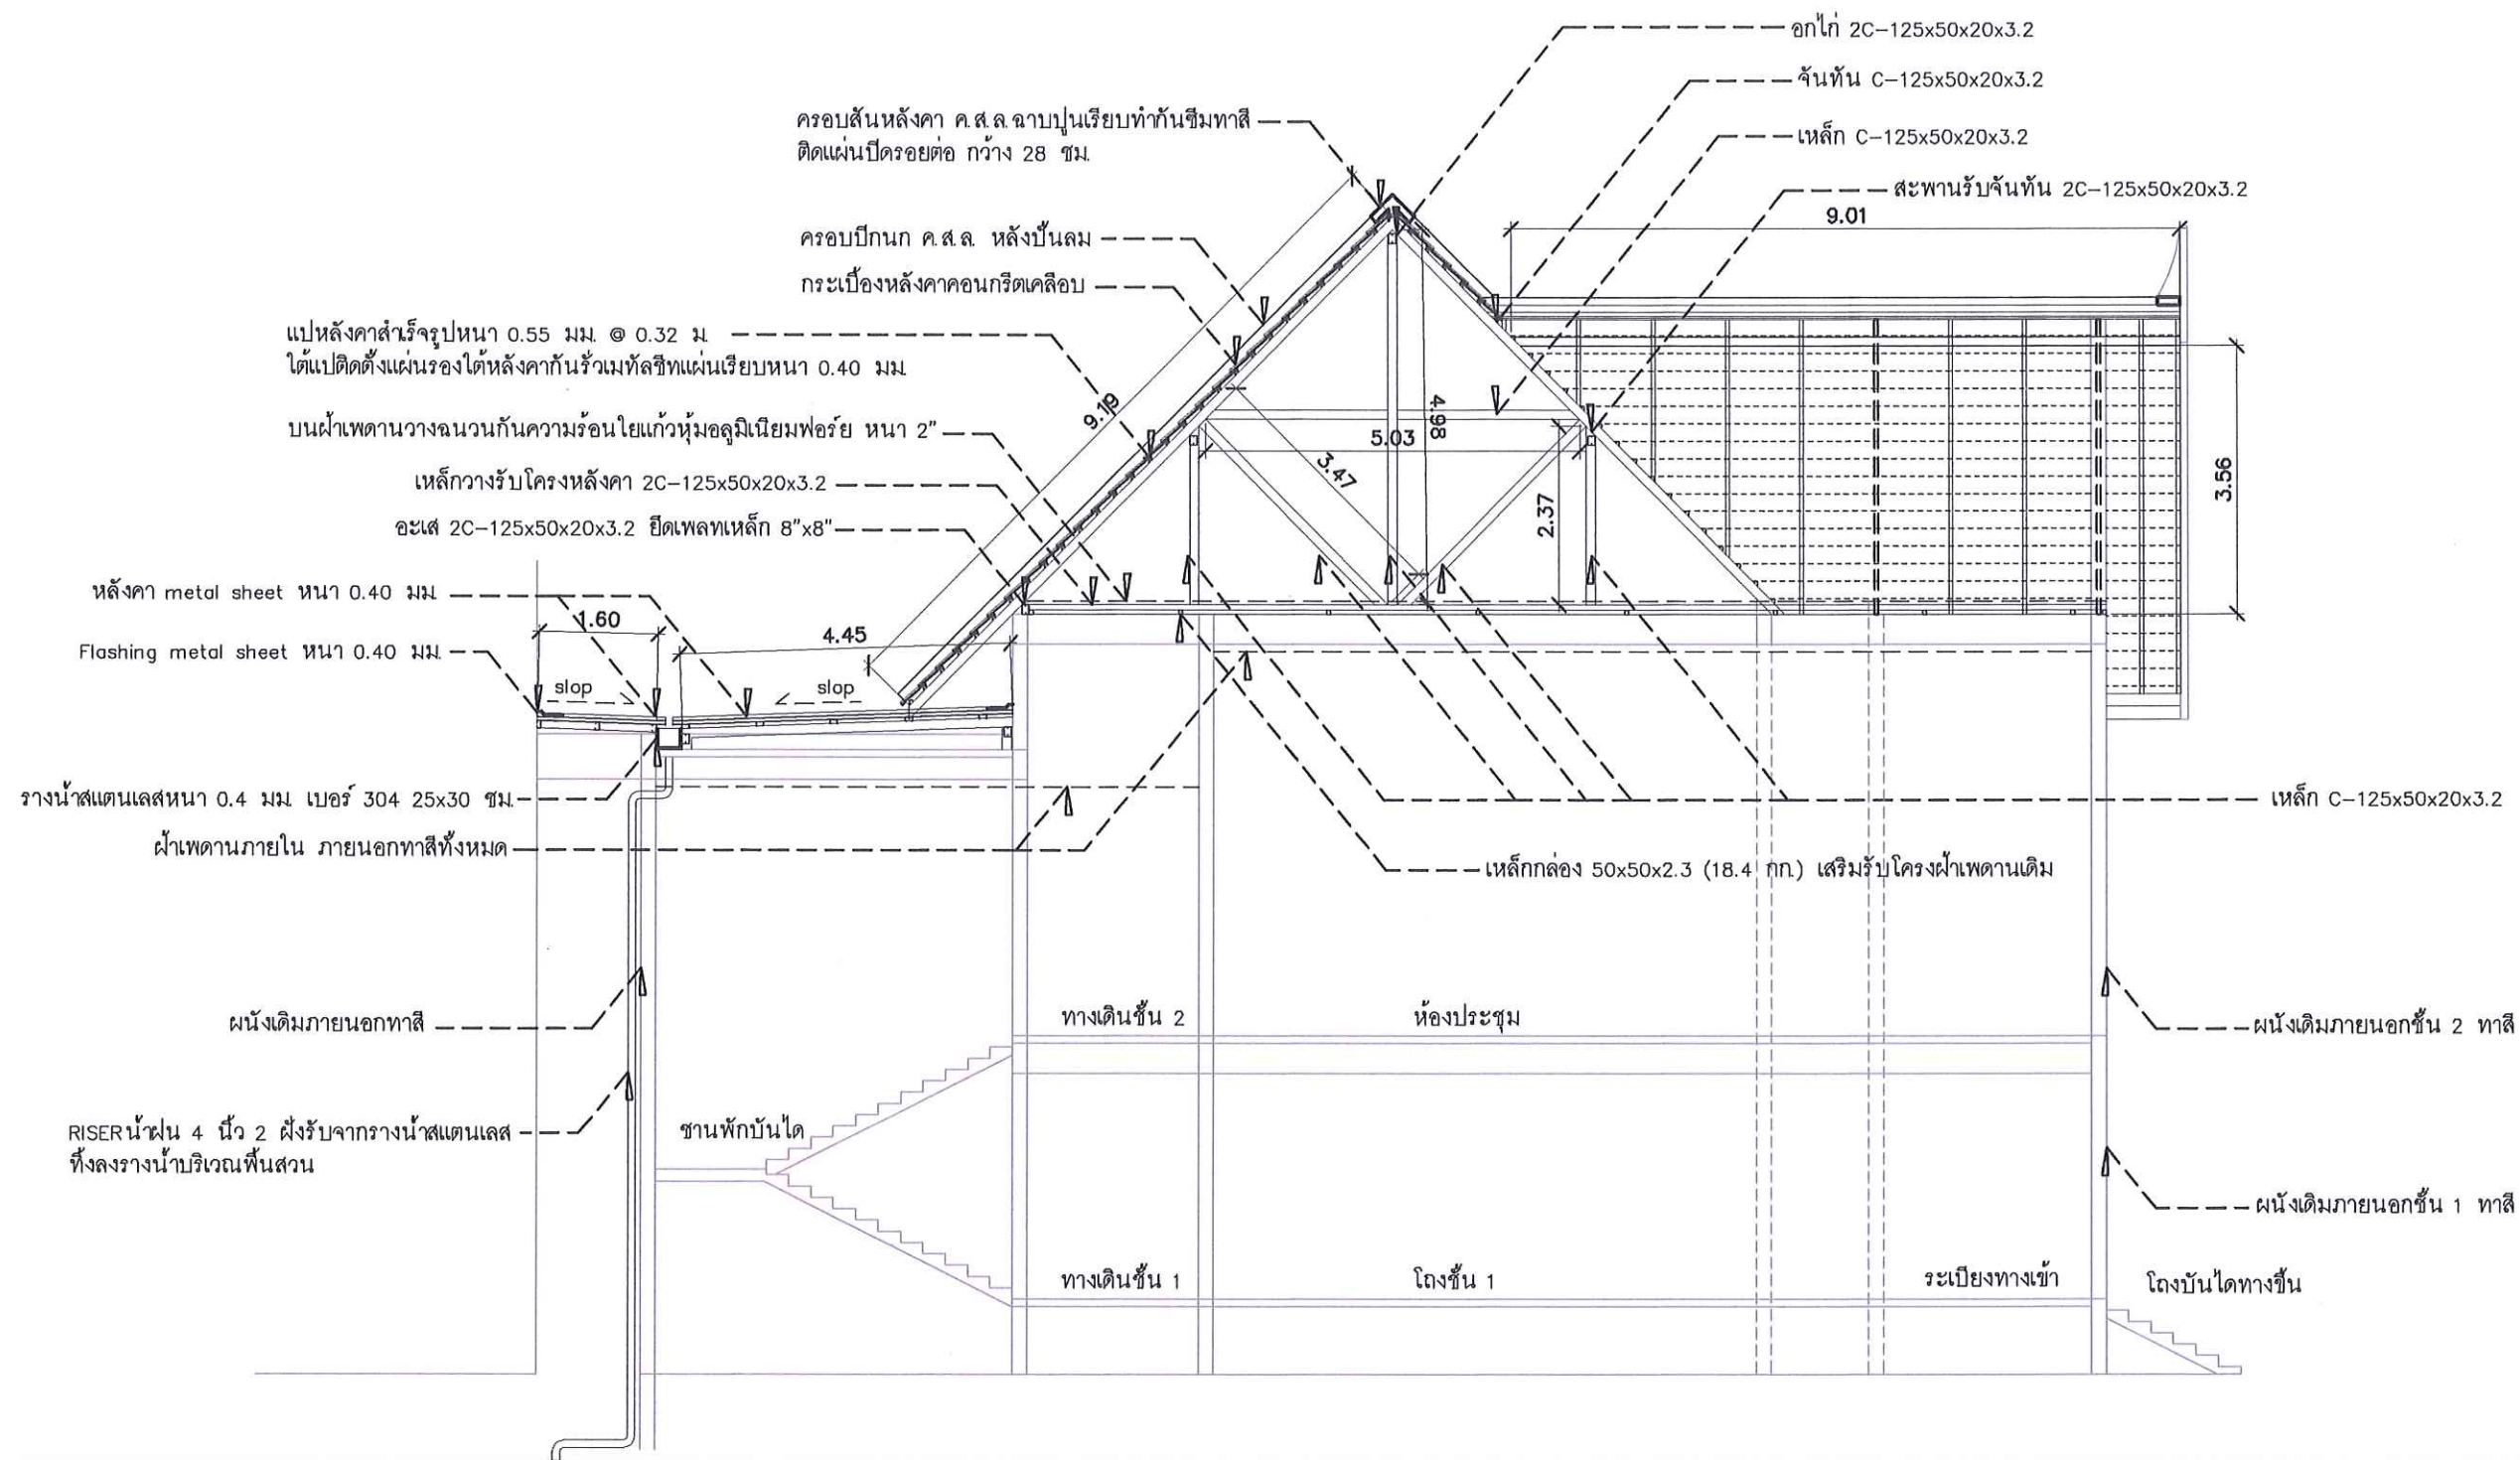 อกไก่ 2C-125x50x20x3.2
จันทัน C-125x50x20x3.2
เหล็ก C-125x50x20x3.2
สะพานรับจันทัน 2C-125x50x20x3.2
ครอบสันหลังคา ค.ส.ล.ฉาบปูนเรียบทำกันซึมทาสี
ติดแผ่นปิดรอยต่อ กว้าง 28 ซม.
ครอบปีกนก ค.ส.ล. หลังปั้นลม
กระเบื้องหลังคาคอนกรีตเคลือบ
แปหลังคาสำเร็จรูปหนา 0.55 มม. @ 0.32 ม.
ใต้แปติดตั้งแผ่นรองใต้หลังคากันรั่วเมทัลชีทแผ่นเรียบหนา 0.40 มม.
บนฝ้าเพดานวางฉนวนกันความร้อนใยแก้วหุ้มอลูมิเนียมฟอร์ย หนา 2"
เหล็กวางรับโครงหลังคา 2C-125x50x20x3.2
อะเส 2C-125x50x20x3.2 ยึดเพลทเหล็ก 8"x8"
หลังคา metal sheet หนา 0.40 มม.
Flashing metal sheet หนา 0.40 มม.
9.01
9.19
4.98
5.03
3.47
2.37
3.56
1.60
4.45
slop
slop
รางน้ำสแตนเลสหนา 0.4 มม. เบอร์ 304 25x30 ซม.
ฝ้าเพดานภายใน ภายนอกทาสีทั้งหมด
เหล็ก C-125x50x20x3.2
เหล็กกล่อง 50x50x2.3 (18.4 กก.) เสริมรับโครงฝ้าเพดานเดิม
ผนังเดิมภายนอกทาสี
ทางเดินชั้น 2
ห้องประชุม
ผนังเดิมภายนอกชั้น 2 ทาสี
RISERน้ำฝน 4 นิ้ว 2 ฝั่งรับจากรางน้ำสแตนเลส
ทิ้งลงรางน้ำบริเวณพื้นสวน
ชานพักบันได
ผนังเดิมภายนอกชั้น 1 ทาสี
ทางเดินชั้น 1
โถงชั้น 1
ระเบียงทางเข้า
โถงบันไดทางขึ้น